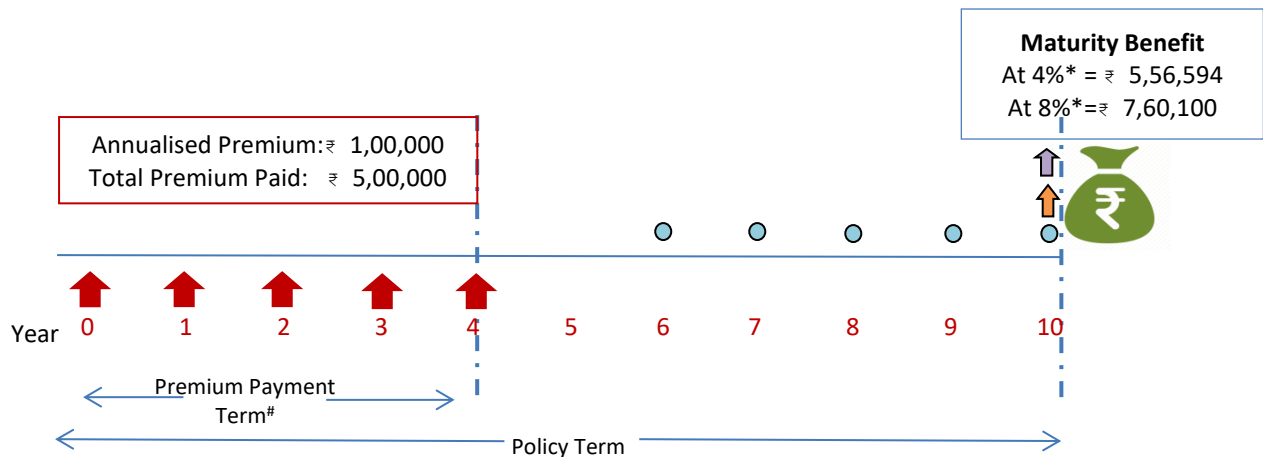 Maturity Benefit
At 4%* = ₹ 5,56,594
At 8%*=₹ 7,60,100
Annualised Premium:₹ 1,00,000
Total Premium Paid: ₹ 5,00,000
₹
Year 0 1 2 3 4 5 6 7 8 9 10
Premium Payment
Term#
Policy Term